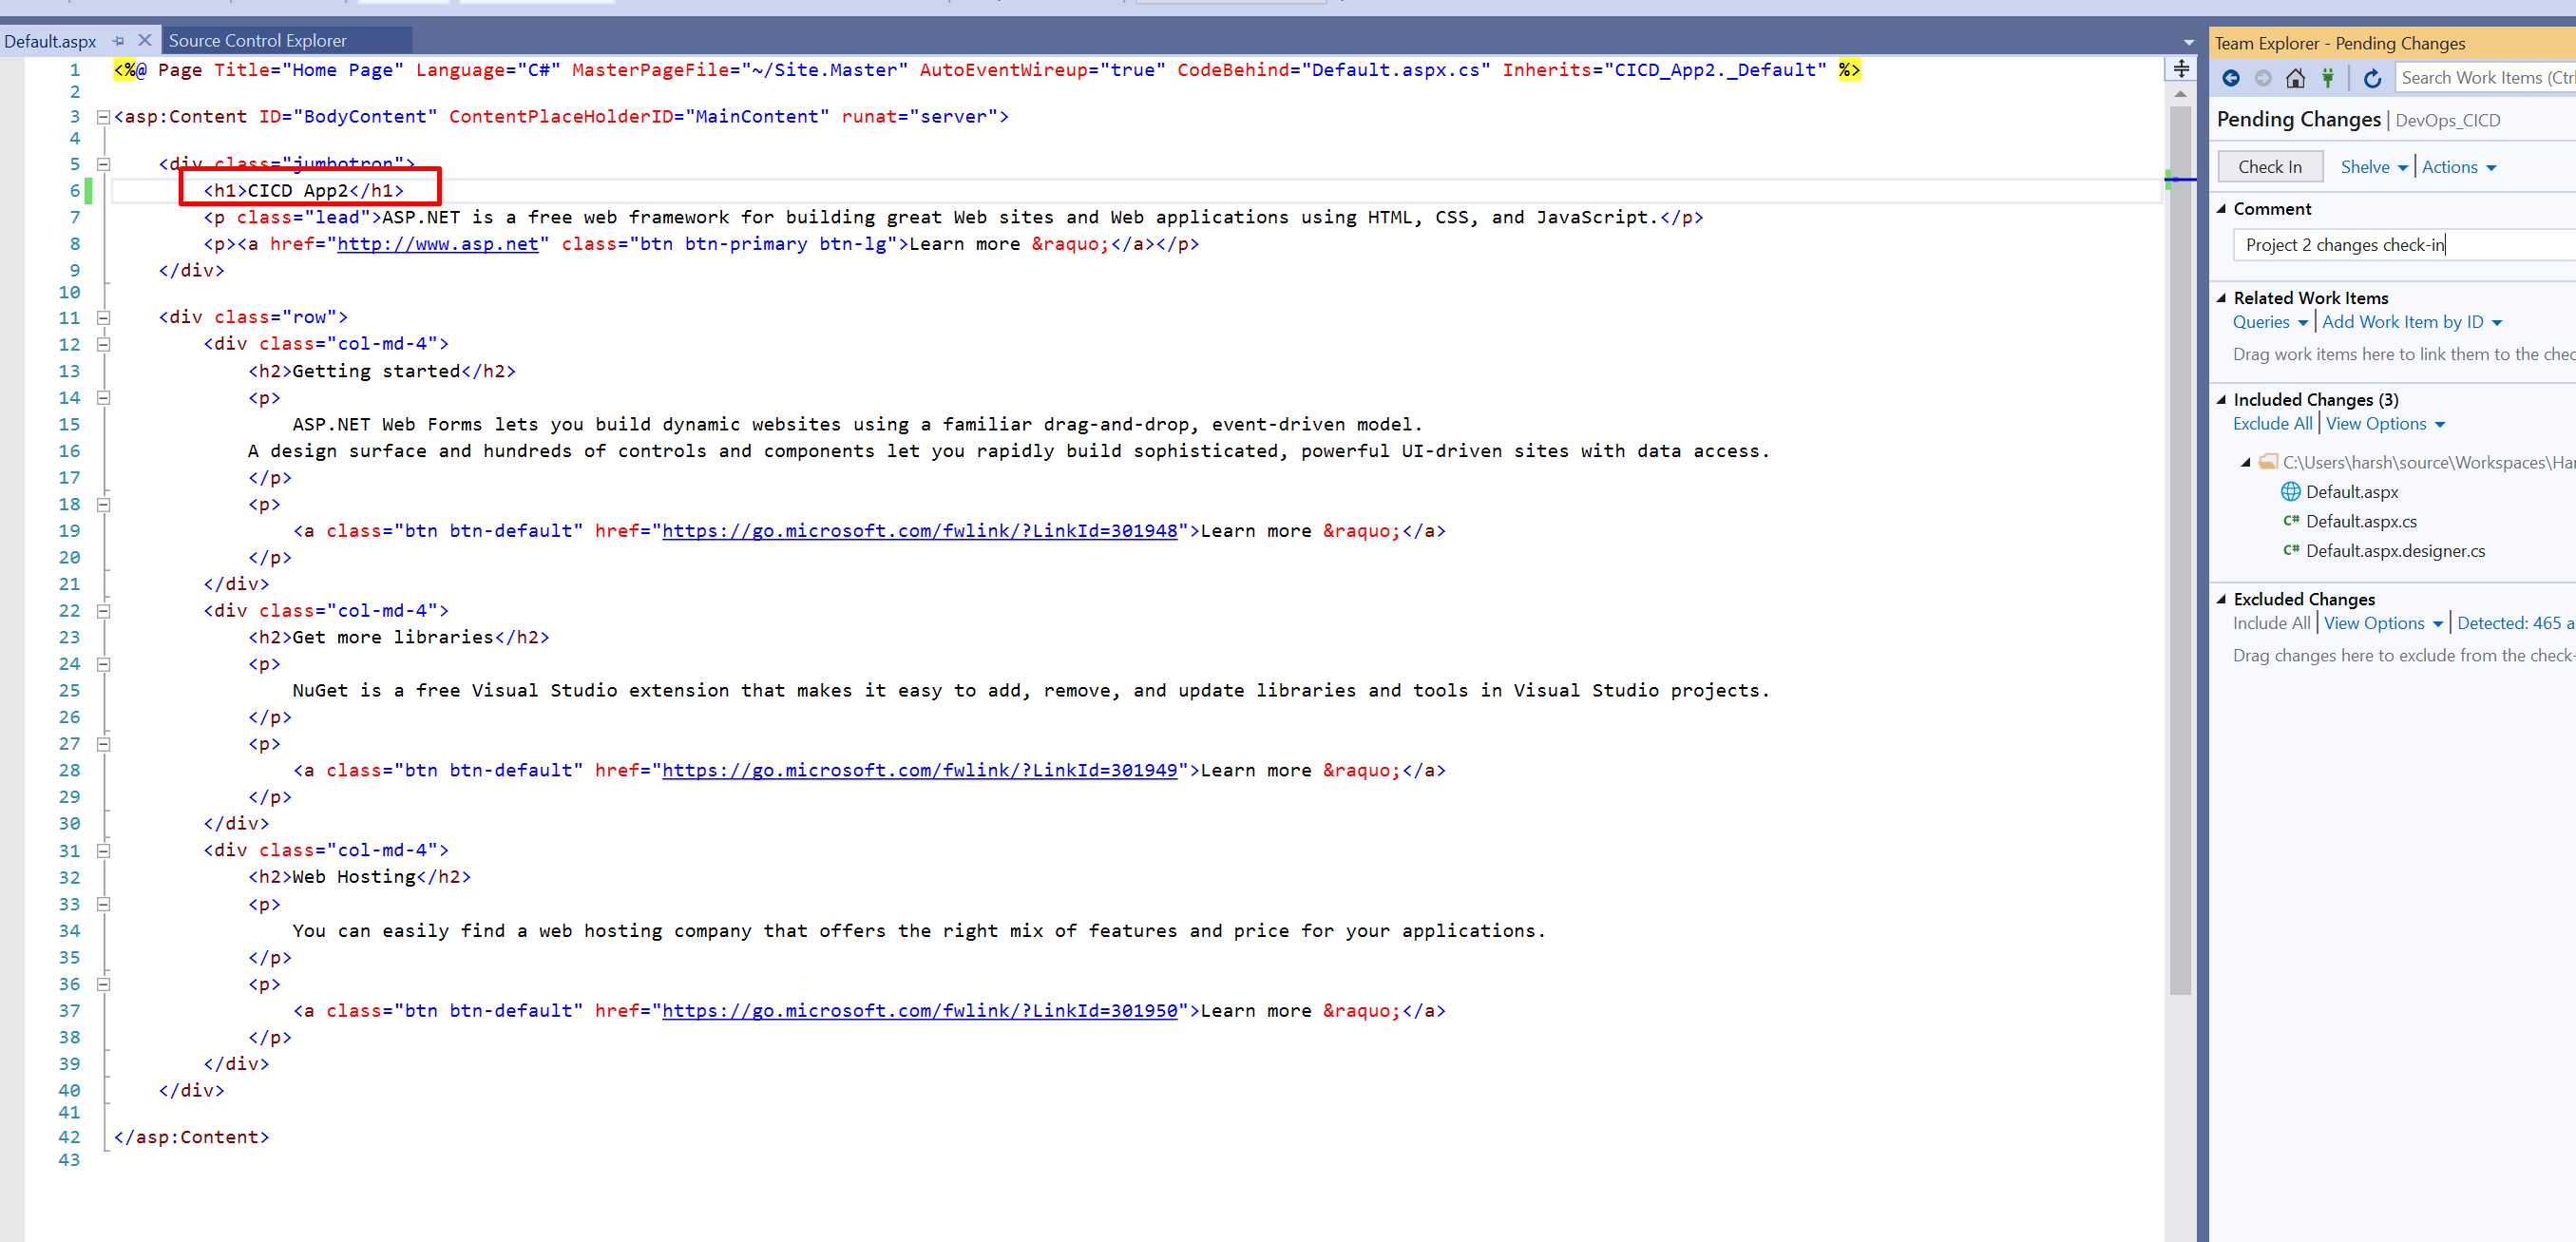 Default.aspx
Source Control Explorer
1 <%@ Page Title="Home Page" Language="C#" MasterPageFile="~/Site.Master" AutoEventWireup="true" CodeBehind="Default.aspx.cs" Inherits="CICD_App2._Default" %>
2
3 <asp:Content ID="BodyContent" ContentPlaceHolderID="MainContent" runat="server">
4
5 <div class="jumbotron">
6 <h1>CICD App2</h1>
7 <p class="lead">ASP.NET is a free web framework for building great Web sites and Web applications using HTML, CSS, and JavaScript.</p>
8 <p><a href="http://www.asp.net" class="btn btn-primary btn-lg">Learn more &raquo;</a></p>
9 </div>
10
11 <div class="row">
12 <div class="col-md-4">
13 <h2>Getting started</h2>
14 <p>
15 ASP.NET Web Forms lets you build dynamic websites using a familiar drag-and-drop, event-driven model.
16 A design surface and hundreds of controls and components let you rapidly build sophisticated, powerful UI-driven sites with data access.
17 </p>
18 <p>
19 <a class="btn btn-default" href="https://go.microsoft.com/fwlink/?LinkId=301948">Learn more &raquo;</a>
20 </p>
21 </div>
22 <div class="col-md-4">
23 <h2>Get more libraries</h2>
24 <p>
25 NuGet is a free Visual Studio extension that makes it easy to add, remove, and update libraries and tools in Visual Studio projects.
26 </p>
27 <p>
28 <a class="btn btn-default" href="https://go.microsoft.com/fwlink/?LinkId=301949">Learn more &raquo;</a>
29 </p>
30 </div>
31 <div class="col-md-4">
32 <h2>Web Hosting</h2>
33 <p>
34 You can easily find a web hosting company that offers the right mix of features and price for your applications.
35 </p>
36 <p>
37 <a class="btn btn-default" href="https://go.microsoft.com/fwlink/?LinkId=301950">Learn more &raquo;</a>
38 </p>
39 </div>
40 </div>
41
42 </asp:Content>
43
Team Explorer - Pending Changes
Search Work Items (Ctr
Pending Changes | DevOps_CICD
Check In Shelve | Actions
Comment
Project 2 changes check-in
Related Work Items
Queries | Add Work Item by ID
Drag work items here to link them to the chec
Included Changes (3)
Exclude All | View Options
C:\Users\harsh\source\Workspaces\Har
Default.aspx
C# Default.aspx.cs
C# Default.aspx.designer.cs
Excluded Changes
Include All | View Options | Detected: 465 a
Drag changes here to exclude from the check-